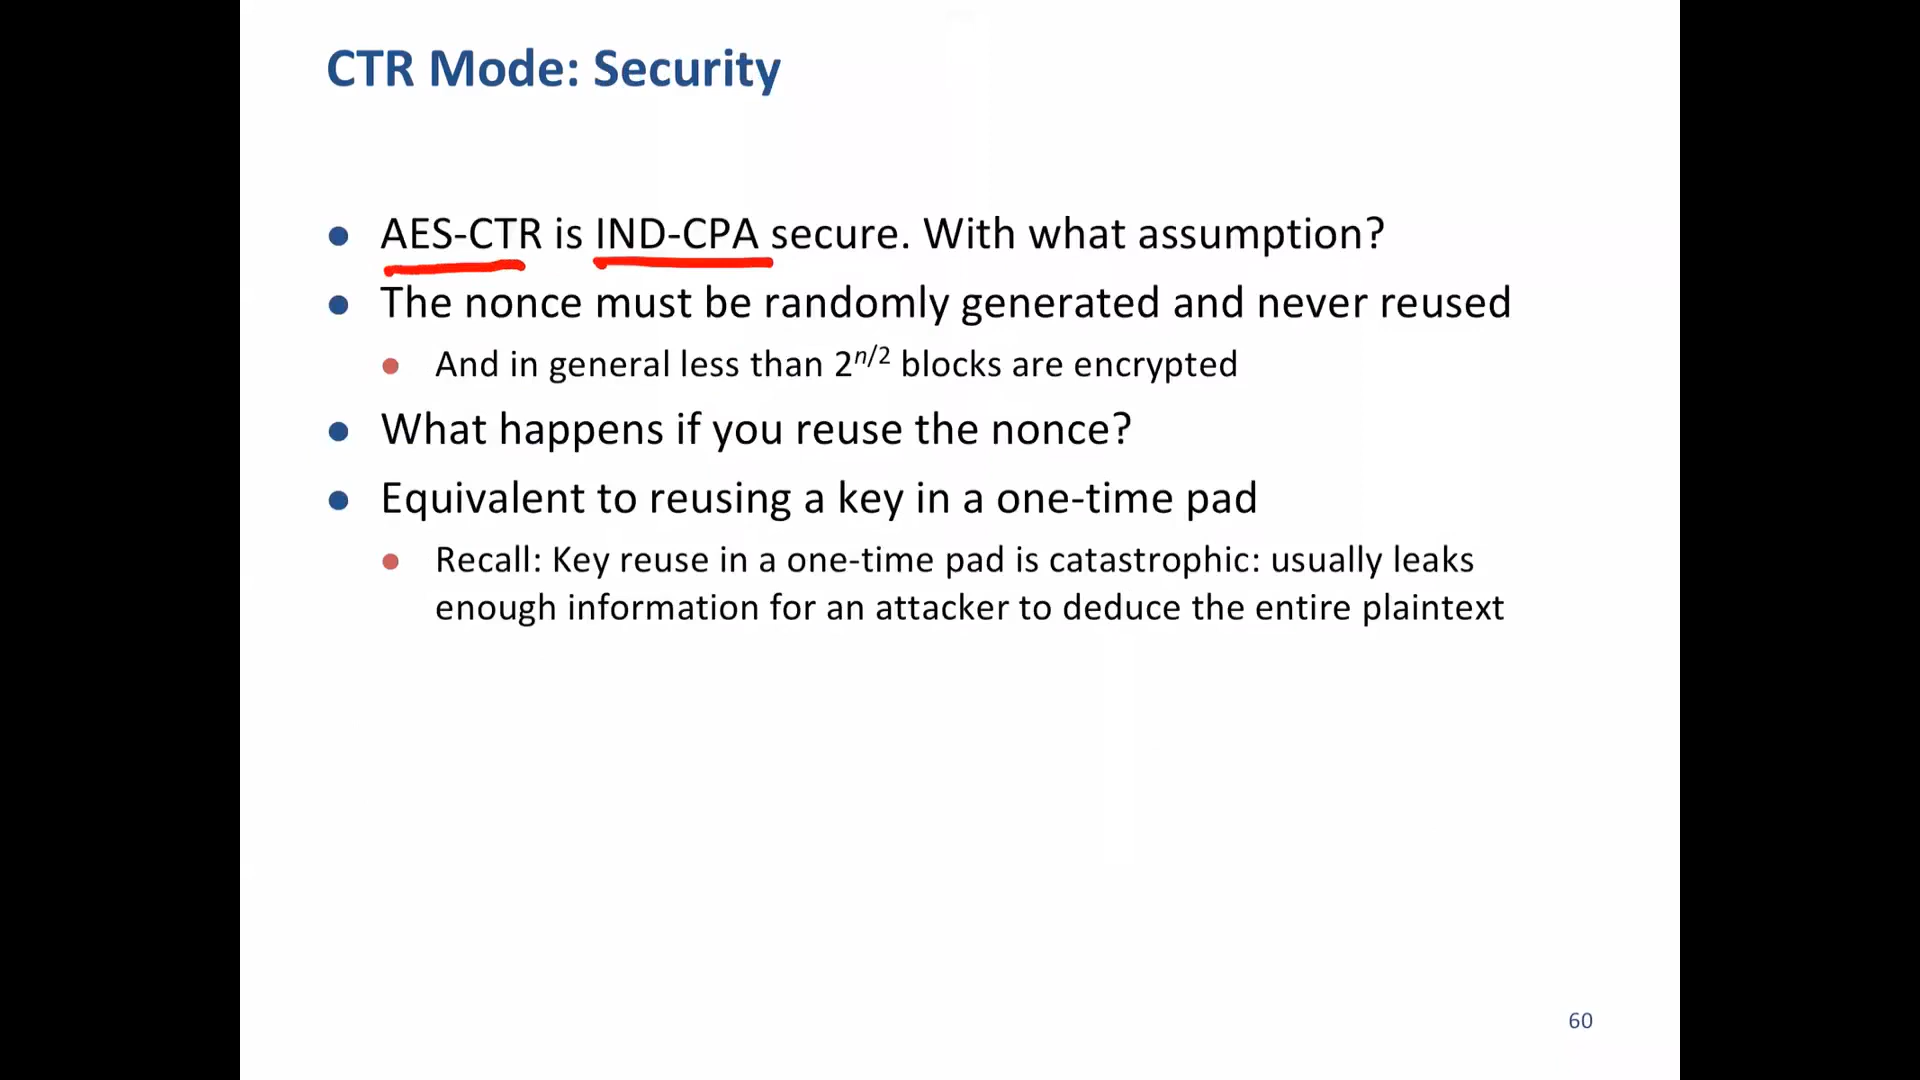 CTR Mode: Security
● AES-CTR is IND-CPA secure. With what assumption?
● The nonce must be randomly generated and never reused
● And in general less than 2^{n/2} blocks are encrypted
● What happens if you reuse the nonce?
● Equivalent to reusing a key in a one-time pad
● Recall: Key reuse in a one-time pad is catastrophic: usually leaks
enough information for an attacker to deduce the entire plaintext
60